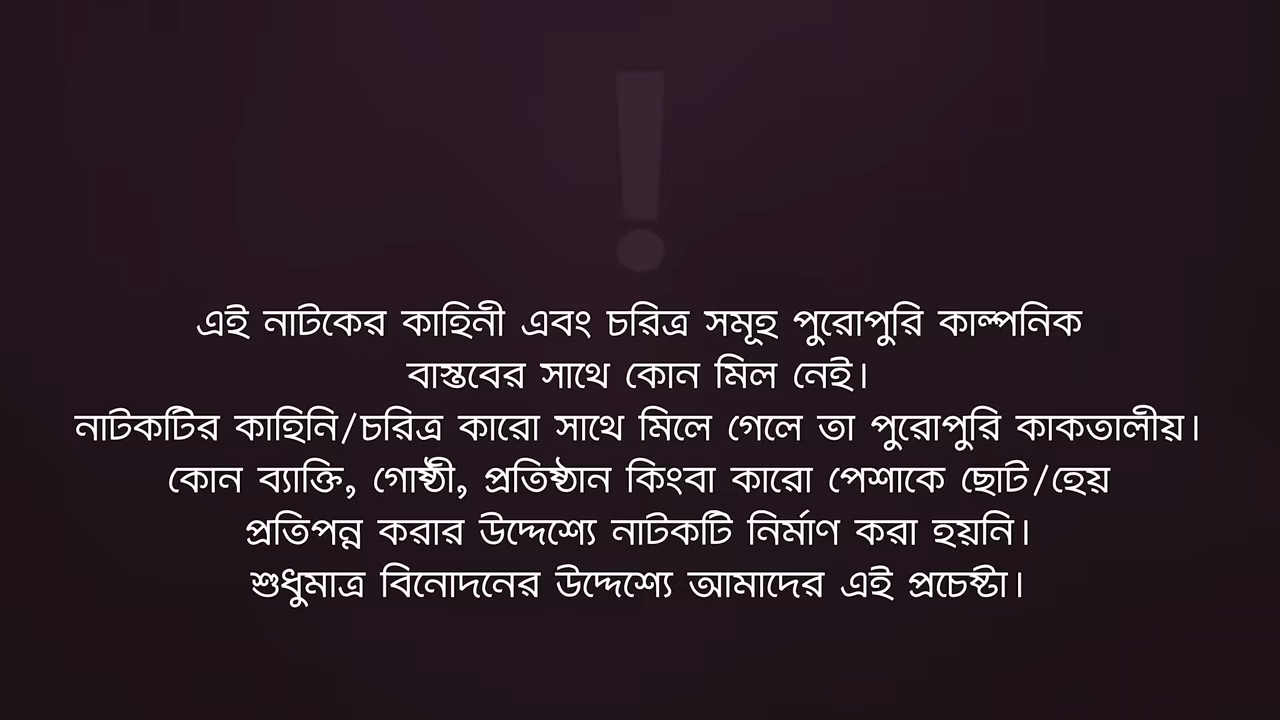 এই নাটকের কাহিনী এবং চরিত্র সমূহ পুরোপুরি কাল্পনিক
বাস্তবের সাথে কোন মিল নেই।
নাটকটির কাহিনি/চরিত্র কারো সাথে মিলে গেলে তা পুরোপুরি কাকতালীয়।
কোন ব্যাক্তি, গোষ্ঠী, প্রতিষ্ঠান কিংবা কারো পেশাকে ছোট/হেয়
প্রতিপন্ন করার উদ্দেশ্যে নাটকটি নির্মাণ করা হয়নি।
শুধুমাত্র বিনোদনের উদ্দেশ্যে আমাদের এই প্রচেষ্টা।